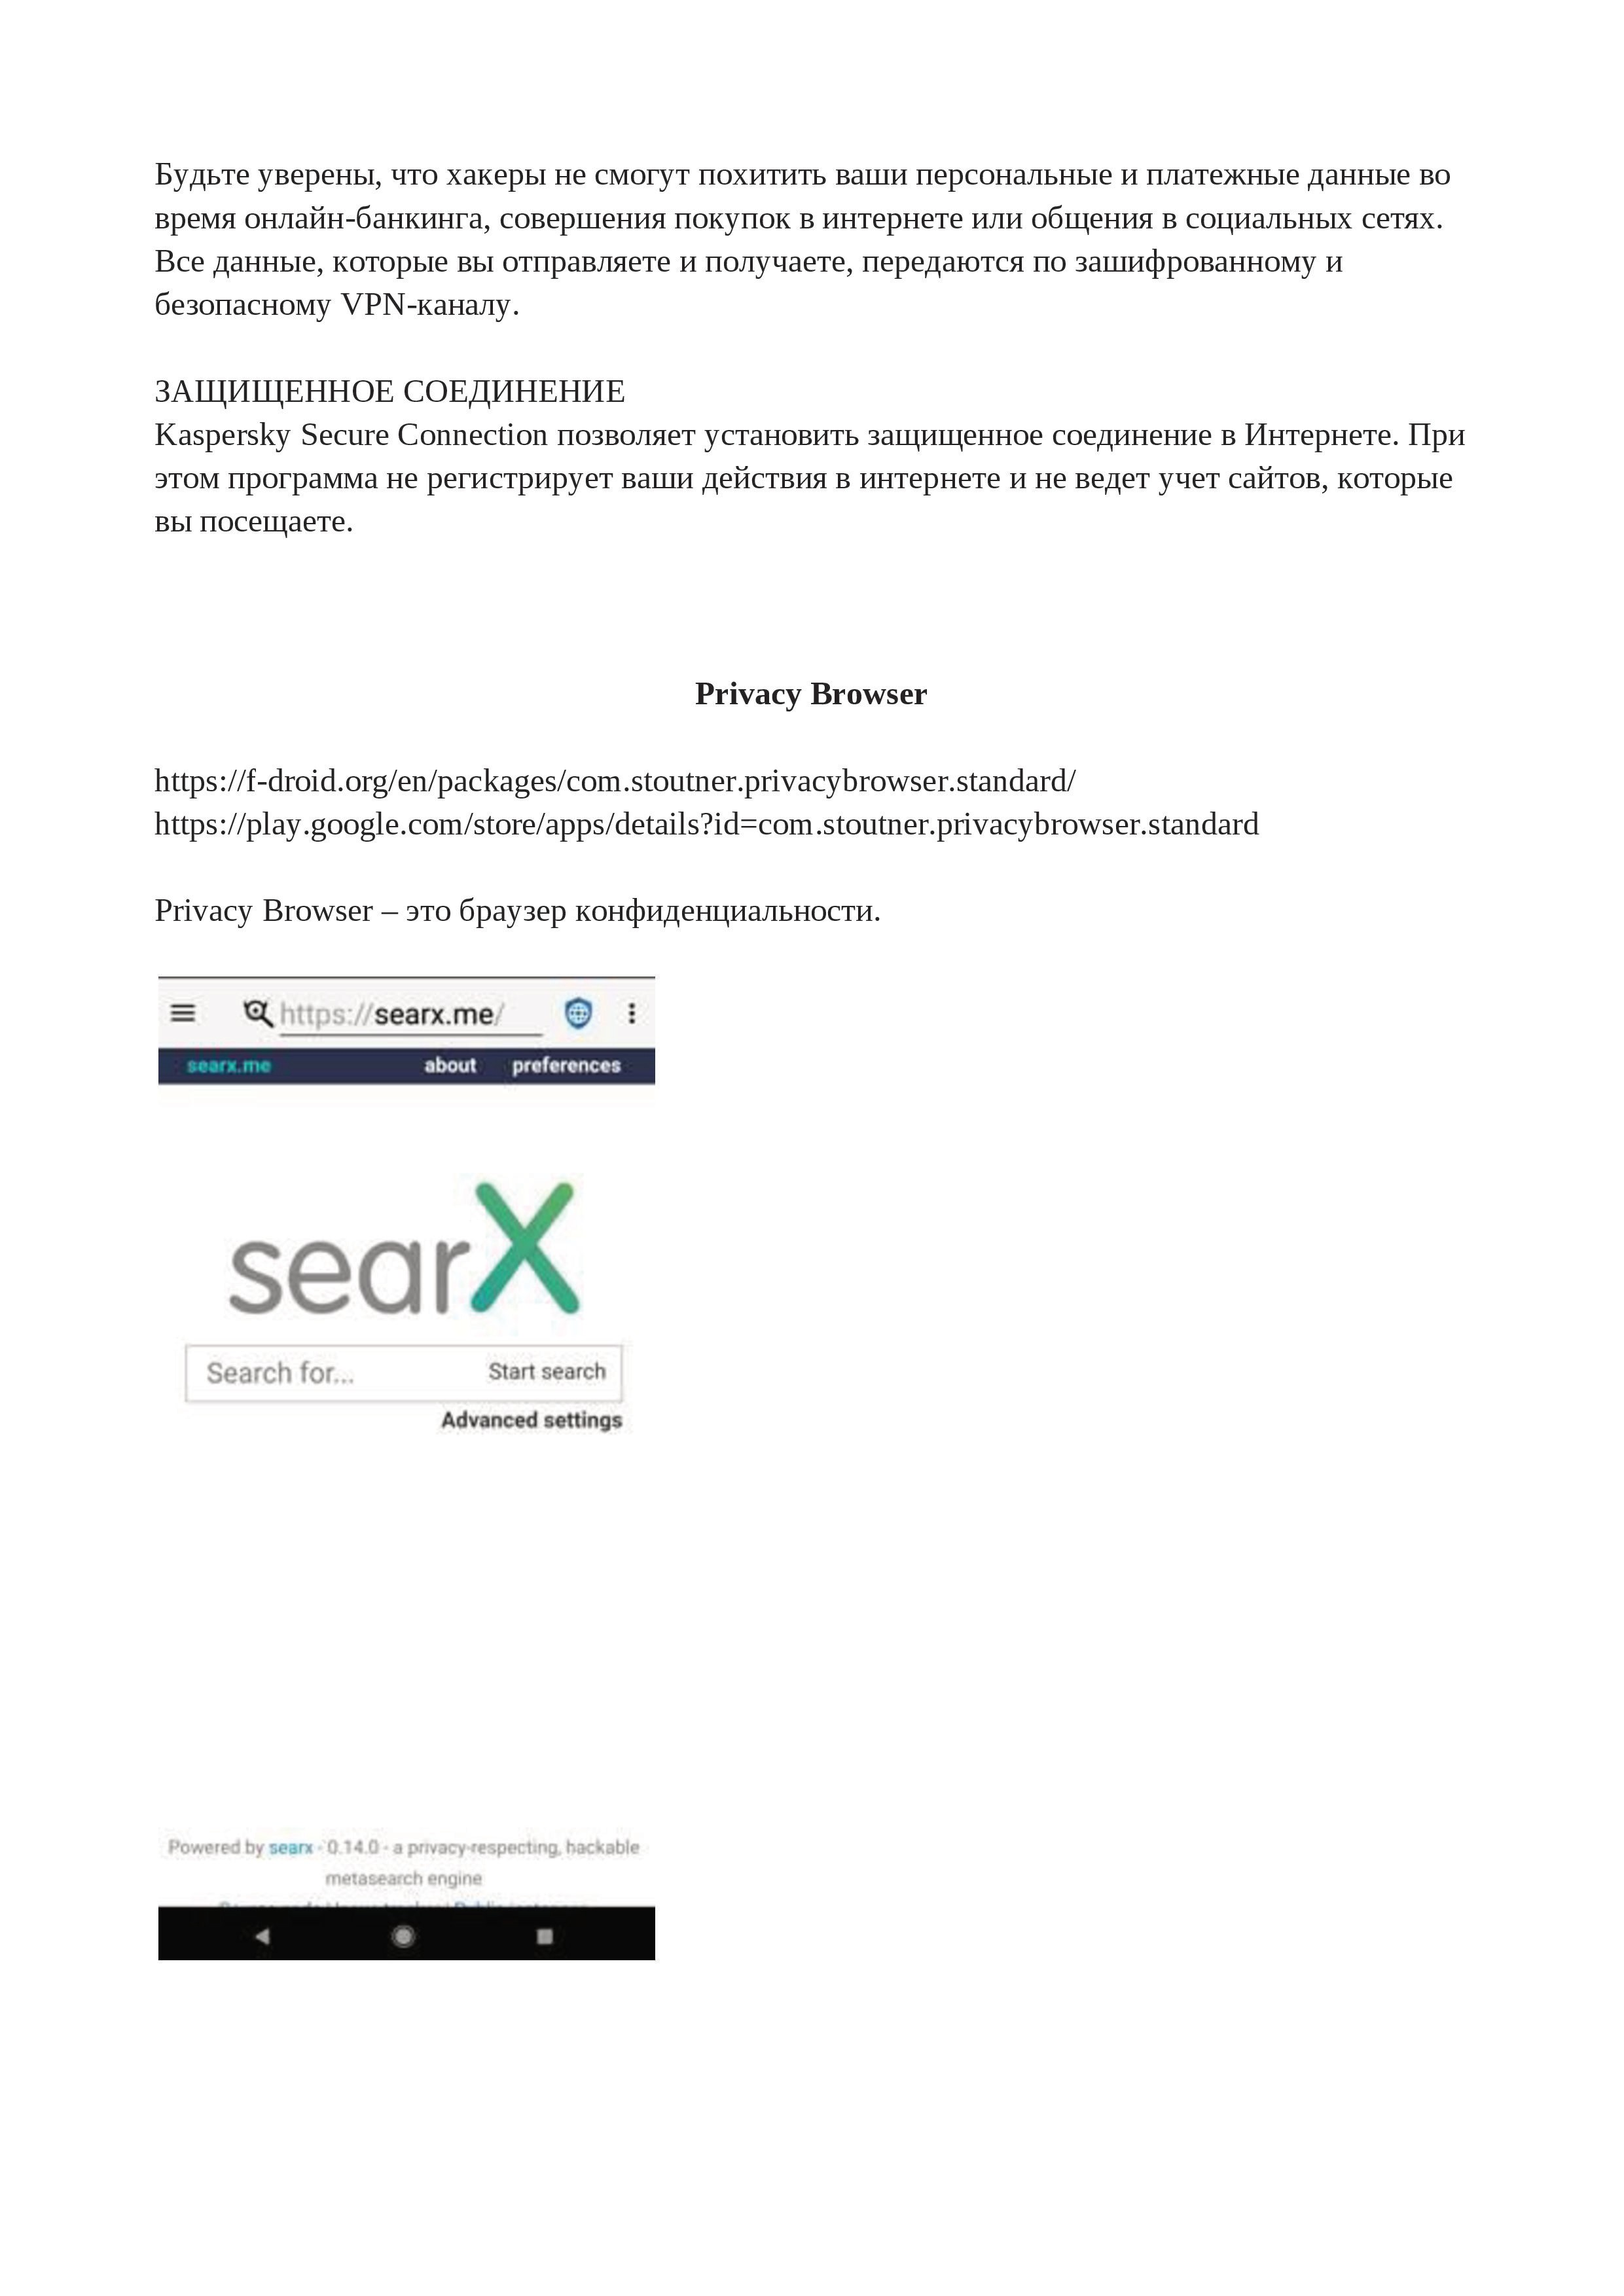 Будьте уверены, что хакеры не смогут похитить ваши персональные и платежные данные во
время онлайн-банкинга, совершения покупок в интернете или общения в социальных сетях.
Все данные, которые вы отправляете и получаете, передаются по зашифрованному и
безопасному VPN-каналу.
ЗАЩИЩЕННОЕ СОЕДИНЕНИЕ
Kaspersky Secure Connection позволяет установить защищенное соединение в Интернете. При
этом программа не регистрирует ваши действия в интернете и не ведет учет сайтов, которые
вы посещаете.
Privacy Browser
https://f-droid.org/en/packages/com.stoutner.privacybrowser.standard/
https://play.google.com/store/apps/details?id=com.stoutner.privacybrowser.standard
Privacy Browser – это браузер конфиденциальности.
https://searx.me/
searx.me about preferences
searX
Search for... Start search
Advanced settings
Powered by searx - 0.14.0 - a privacy-respecting, hackable
metasearch engine